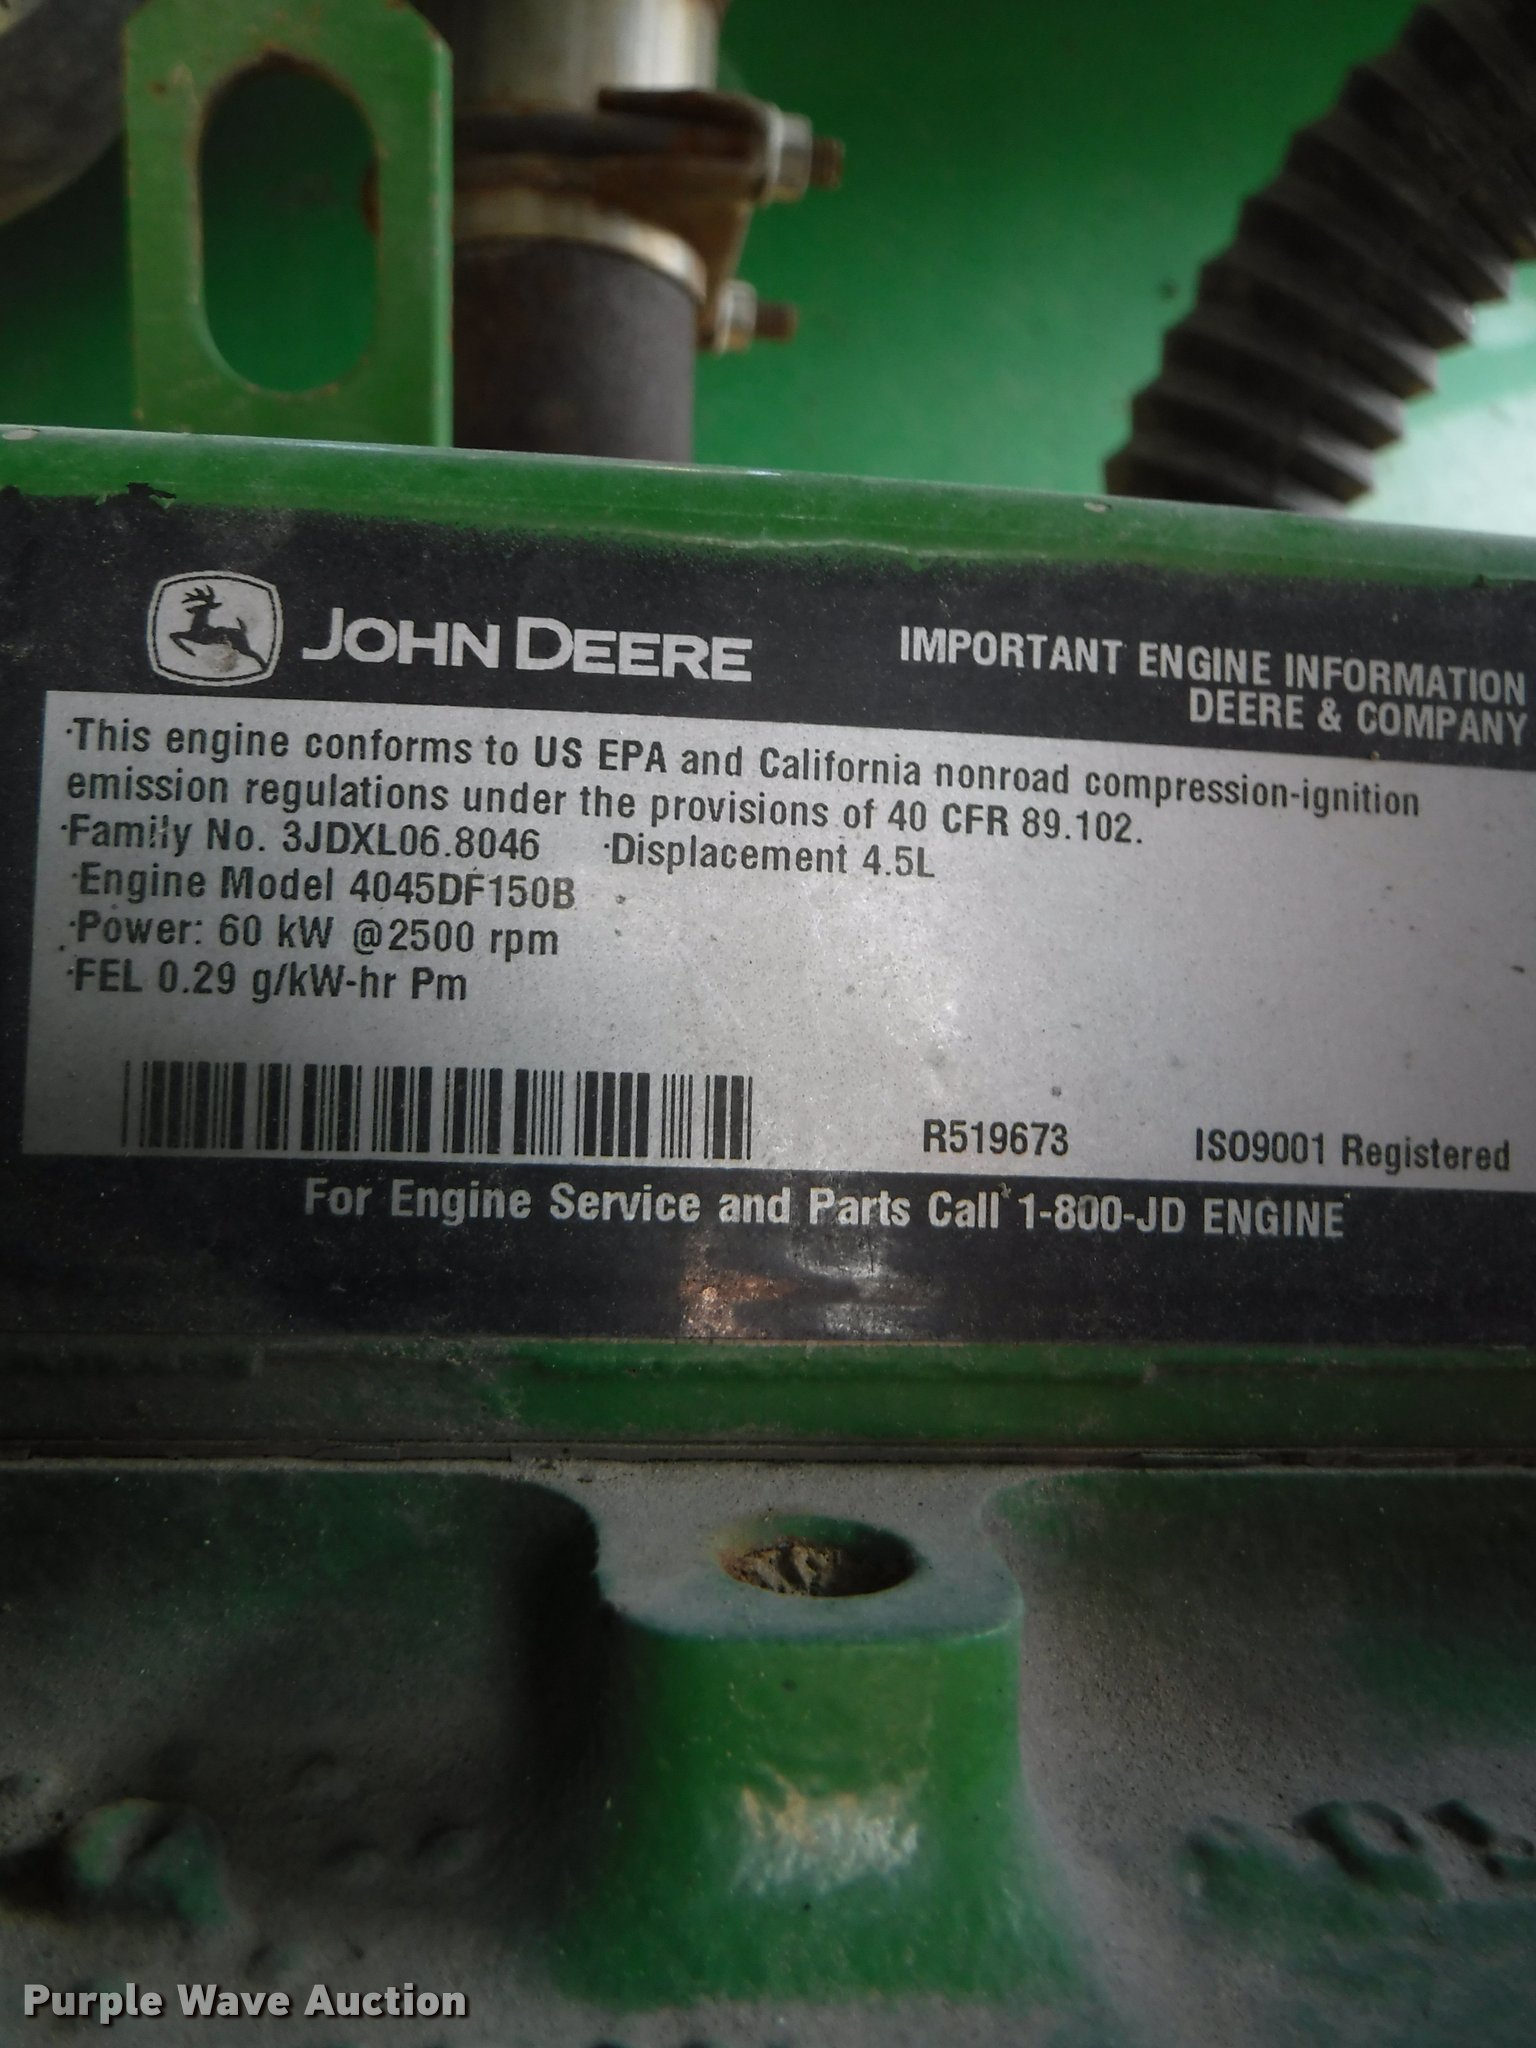 JOHN DEERE
IMPORTANT ENGINE INFORMATION
DEERE & COMPANY
·This engine conforms to US EPA and California nonroad compression-ignition
emission regulations under the provisions of 40 CFR 89.102.
·Family No. 3JDXL06.8046 ·Displacement 4.5L
·Engine Model 4045DF150B
·Power: 60 kW @2500 rpm
·FEL 0.29 g/kW-hr Pm
R519673 ISO9001 Registered
For Engine Service and Parts Call 1-800-JD ENGINE
Purple Wave Auction